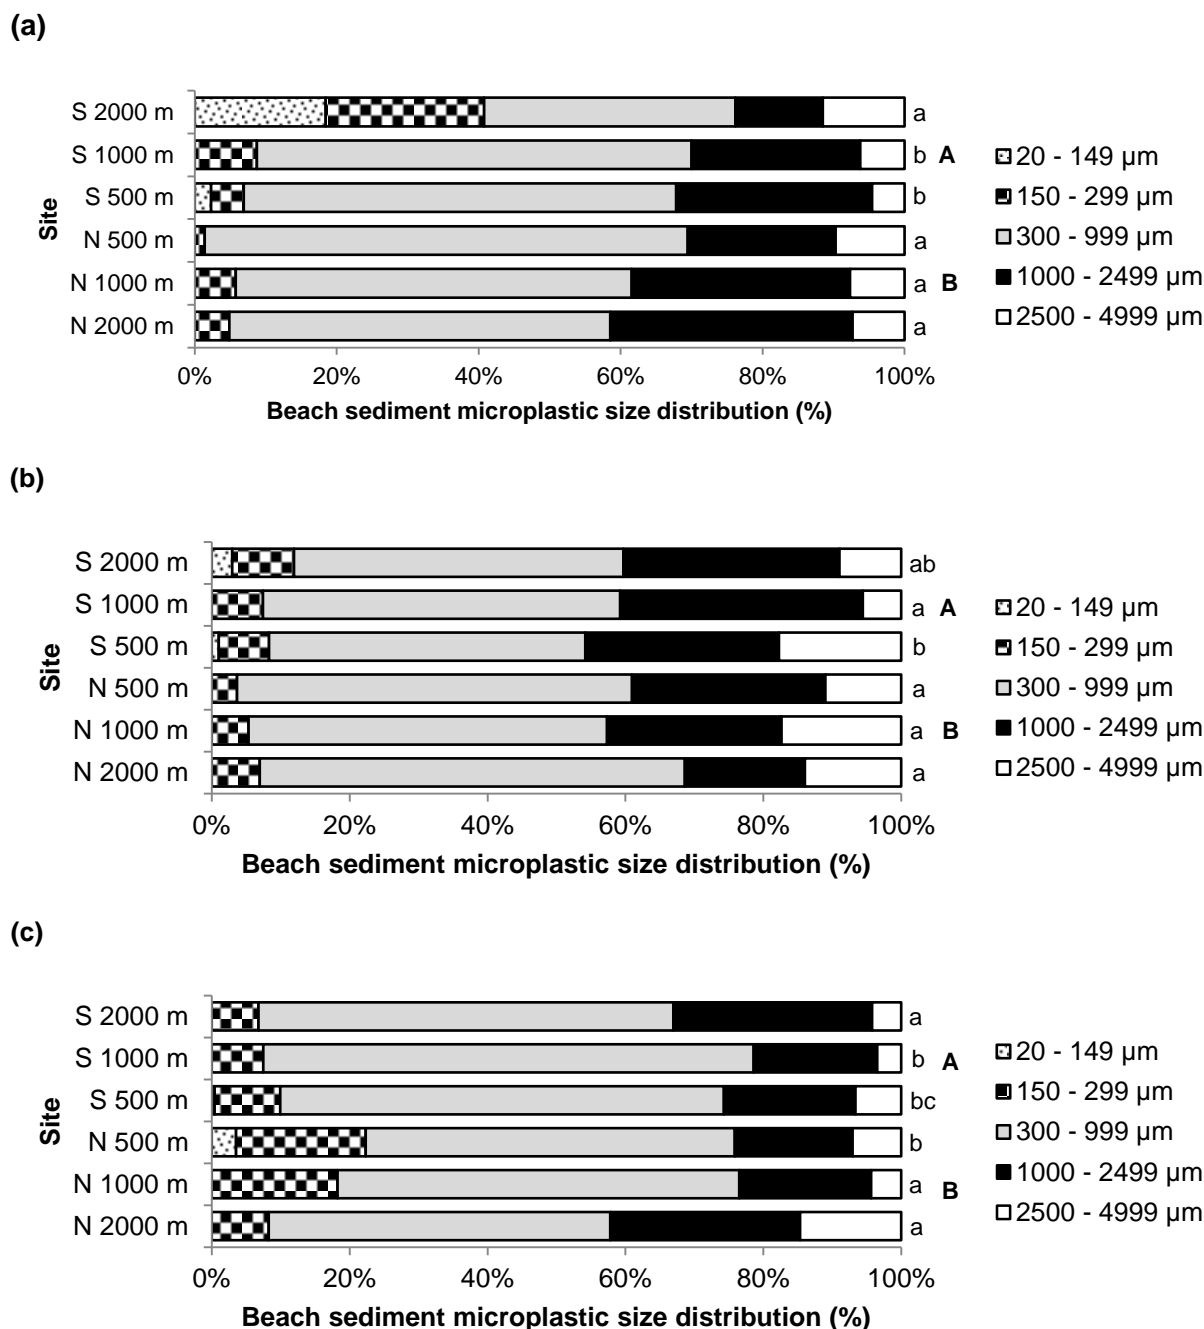 (a)
S 2000 m a
S 1000 m b A
S 500 m b
N 500 m a
N 1000 m a B
N 2000 m a
Site
0% 20% 40% 60% 80% 100%
Beach sediment microplastic size distribution (%)
20 - 149 µm
150 - 299 µm
300 - 999 µm
1000 - 2499 µm
2500 - 4999 µm
(b)
S 2000 m ab
S 1000 m a A
S 500 m b
N 500 m a
N 1000 m a B
N 2000 m a
Site
0% 20% 40% 60% 80% 100%
Beach sediment microplastic size distribution (%)
20 - 149 µm
150 - 299 µm
300 - 999 µm
1000 - 2499 µm
2500 - 4999 µm
(c)
S 2000 m a
S 1000 m b A
S 500 m bc
N 500 m b
N 1000 m a B
N 2000 m a
Site
0% 20% 40% 60% 80% 100%
Beach sediment microplastic size distribution (%)
20 - 149 µm
150 - 299 µm
300 - 999 µm
1000 - 2499 µm
2500 - 4999 µm